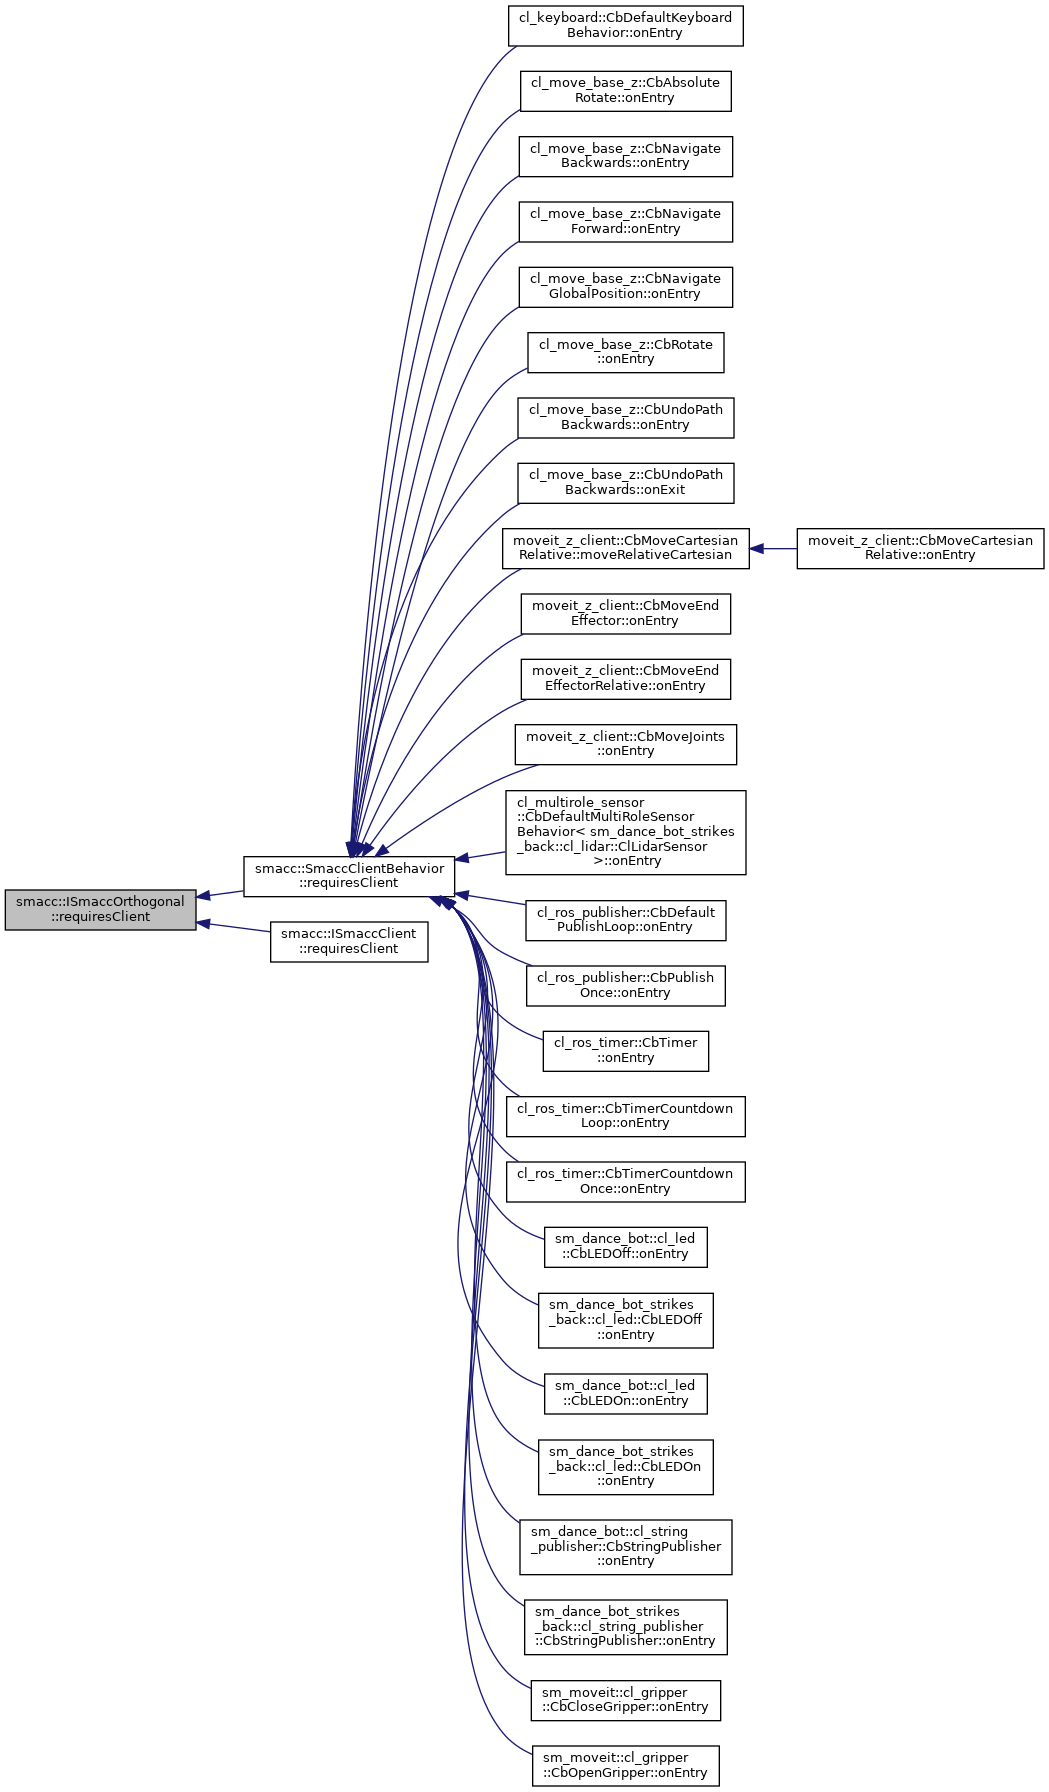 cl_keyboard::CbDefaultKeyboard
Behavior::onEntry
cl_move_base_z::CbAbsolute
Rotate::onEntry
cl_move_base_z::CbNavigate
Backwards::onEntry
cl_move_base_z::CbNavigate
Forward::onEntry
cl_move_base_z::CbNavigate
GlobalPosition::onEntry
cl_move_base_z::CbRotate
::onEntry
cl_move_base_z::CbUndoPath
Backwards::onEntry
cl_move_base_z::CbUndoPath
Backwards::onExit
moveit_z_client::CbMoveCartesian
Relative::moveRelativeCartesian
moveit_z_client::CbMoveCartesian
Relative::onEntry
moveit_z_client::CbMoveEnd
Effector::onEntry
moveit_z_client::CbMoveEnd
EffectorRelative::onEntry
moveit_z_client::CbMoveJoints
::onEntry
cl_multirole_sensor
::CbDefaultMultiRoleSensor
Behavior< sm_dance_bot_strikes
_back::cl_lidar::ClLidarSensor
>::onEntry
smacc::SmaccClientBehavior
::requiresClient
smacc::ISmaccOrthogonal
::requiresClient
smacc::ISmaccClient
::requiresClient
cl_ros_publisher::CbDefault
PublishLoop::onEntry
cl_ros_publisher::CbPublish
Once::onEntry
cl_ros_timer::CbTimer
::onEntry
cl_ros_timer::CbTimerCountdown
Loop::onEntry
cl_ros_timer::CbTimerCountdown
Once::onEntry
sm_dance_bot::cl_led
::CbLEDOff::onEntry
sm_dance_bot_strikes
_back::cl_led::CbLEDOff
::onEntry
sm_dance_bot::cl_led
::CbLEDOn::onEntry
sm_dance_bot_strikes
_back::cl_led::CbLEDOn
::onEntry
sm_dance_bot::cl_string
_publisher::CbStringPublisher
::onEntry
sm_dance_bot_strikes
_back::cl_string_publisher
::CbStringPublisher::onEntry
sm_moveit::cl_gripper
::CbCloseGripper::onEntry
sm_moveit::cl_gripper
::CbOpenGripper::onEntry